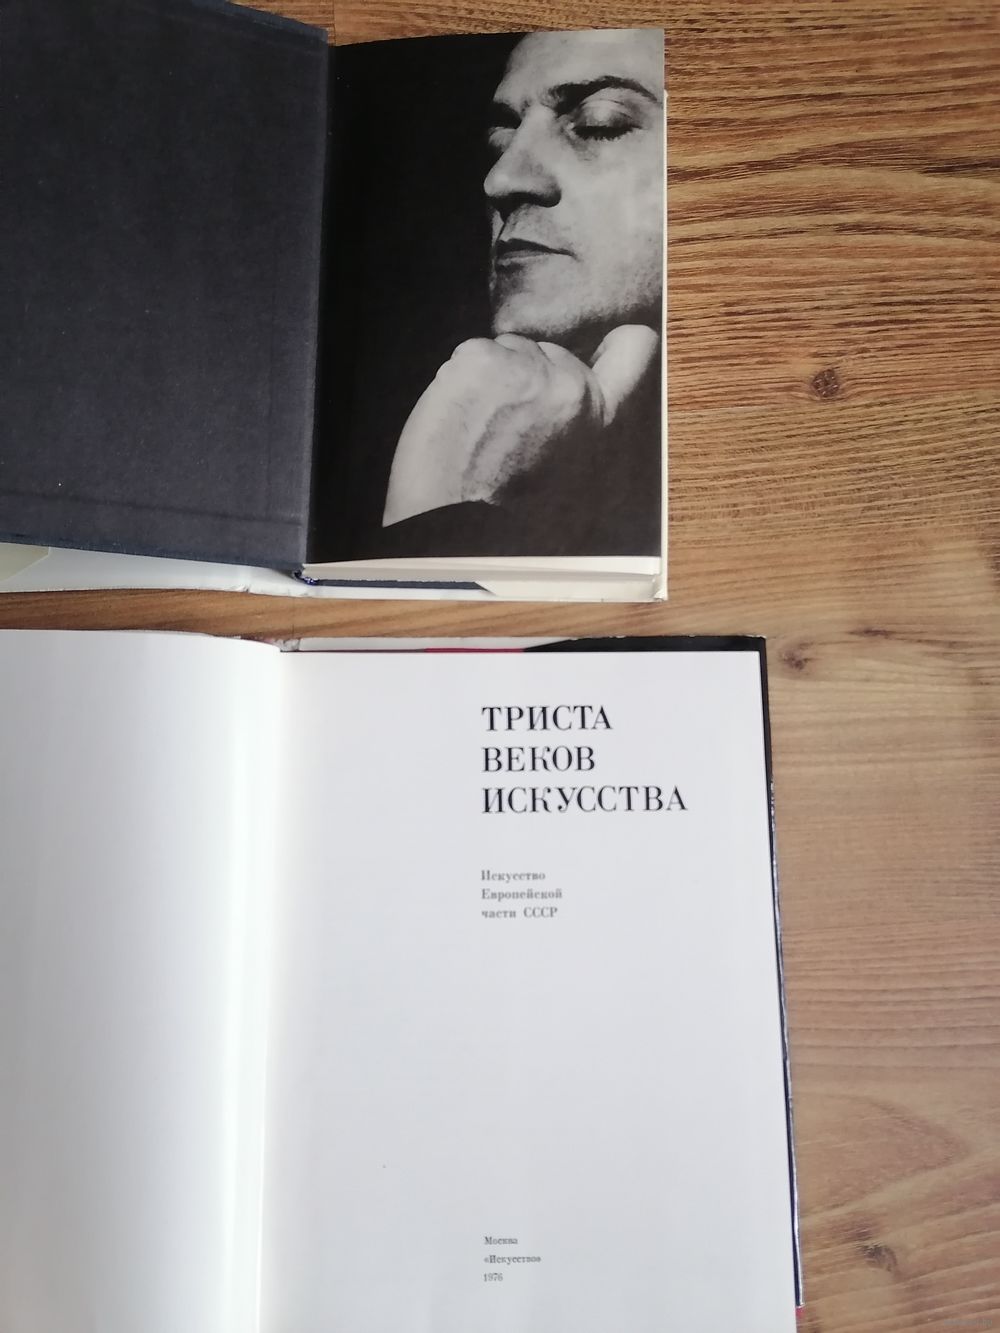 ТРИСТА
ВЕКОВ
ИСКУССТВА
Искусство
Европейской
части СССР
Москва
«Искусство»
1976